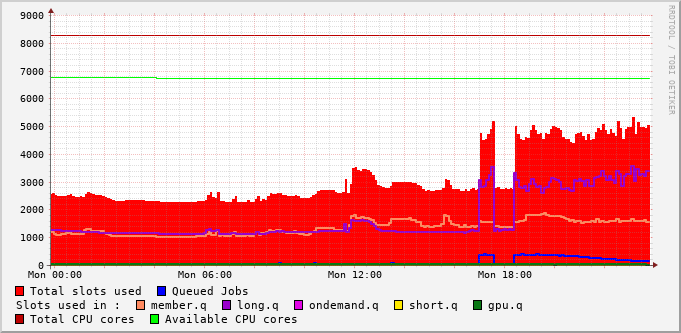 9000
8000
7000
6000
5000
4000
3000
2000
1000
0
Mon 00:00 Mon 06:00 Mon 12:00 Mon 18:00
Total slots used Queued Jobs
Slots used in : member.q long.q ondemand.q short.q gpu.q
Total CPU cores Available CPU cores
RRDTOOL / TOBI OETIKER